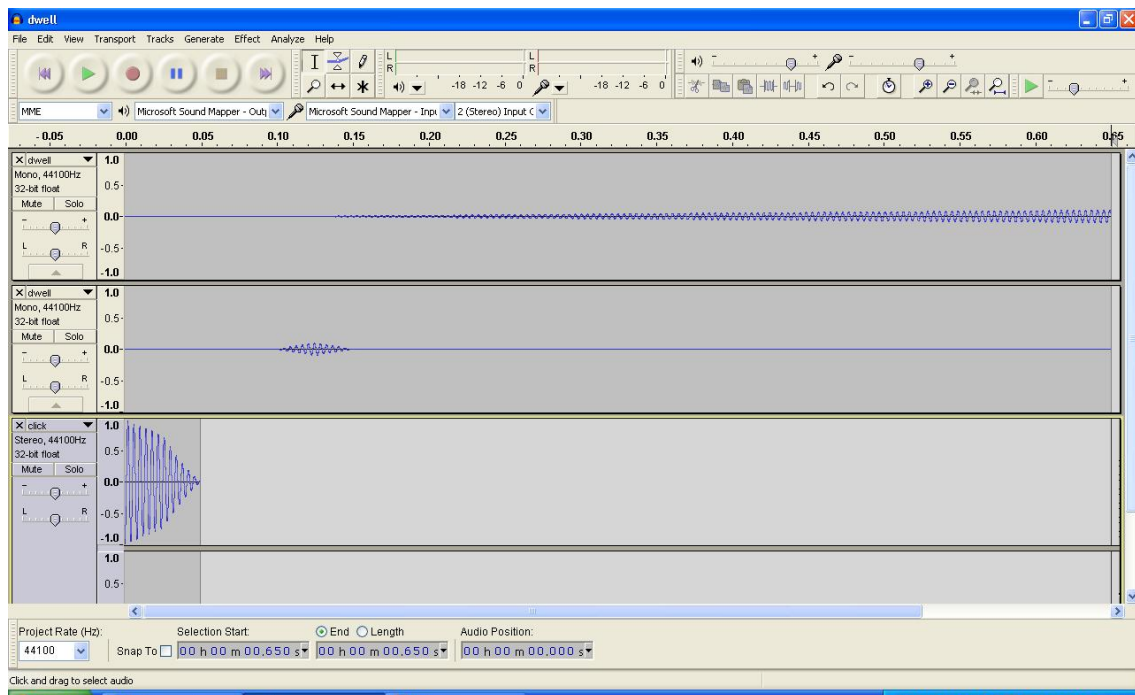 dwell
File Edit View Transport Tracks Generate Effect Analyze Help
L
R
-18 -12 -6 0
L
R
-18 -12 -6 0
MME
Microsoft Sound Mapper - Out
Microsoft Sound Mapper - Inp
2 (Stereo) Input C
- 0.05 0.00 0.05 0.10 0.15 0.20 0.25 0.30 0.35 0.40 0.45 0.50 0.55 0.60 0.65
X dwell 1.0
Mono, 44100Hz
32-bit float 0.5
Mute Solo
- + 0.0
L R -0.5
-1.0
X dwell 1.0
Mono, 44100Hz
32-bit float 0.5
Mute Solo
- + 0.0
L R -0.5
-1.0
X click 1.0
Stereo, 44100Hz
32-bit float 0.5
Mute Solo
- + 0.0
L R -0.5
-1.0
1.0
0.5
Project Rate (Hz): Selection Start: End Length Audio Position:
44100 Snap To 00 h 00 m 00.650 s 00 h 00 m 00.650 s 00 h 00 m 00.000 s
Click and drag to select audio